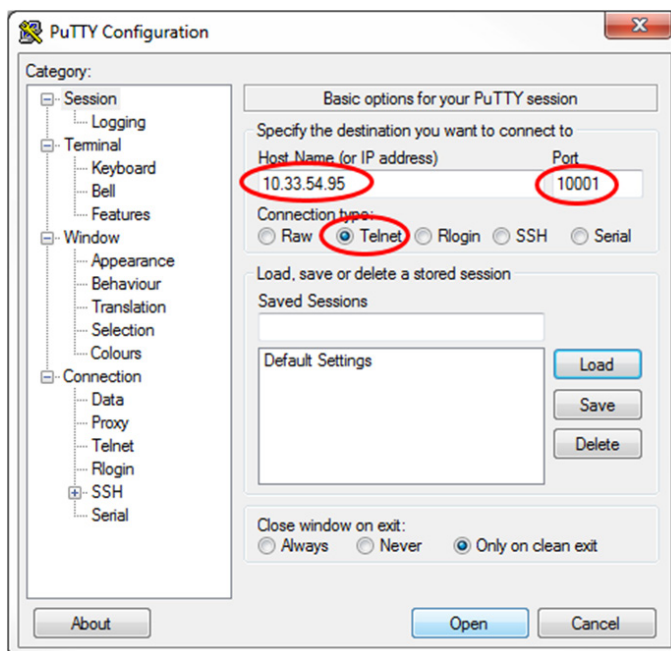 PuTTY Configuration
Category:
Session
Logging
Terminal
Keyboard
Bell
Features
Window
Appearance
Behaviour
Translation
Selection
Colours
Connection
Data
Proxy
Telnet
Rlogin
SSH
Serial
Basic options for your PuTTY session
Specify the destination you want to connect to
Host Name (or IP address) Port
10.33.54.95 10001
Connection type:
Raw Telnet Rlogin SSH Serial
Load, save or delete a stored session
Saved Sessions
Default Settings
Load
Save
Delete
Close window on exit:
Always Never Only on clean exit
About Open Cancel